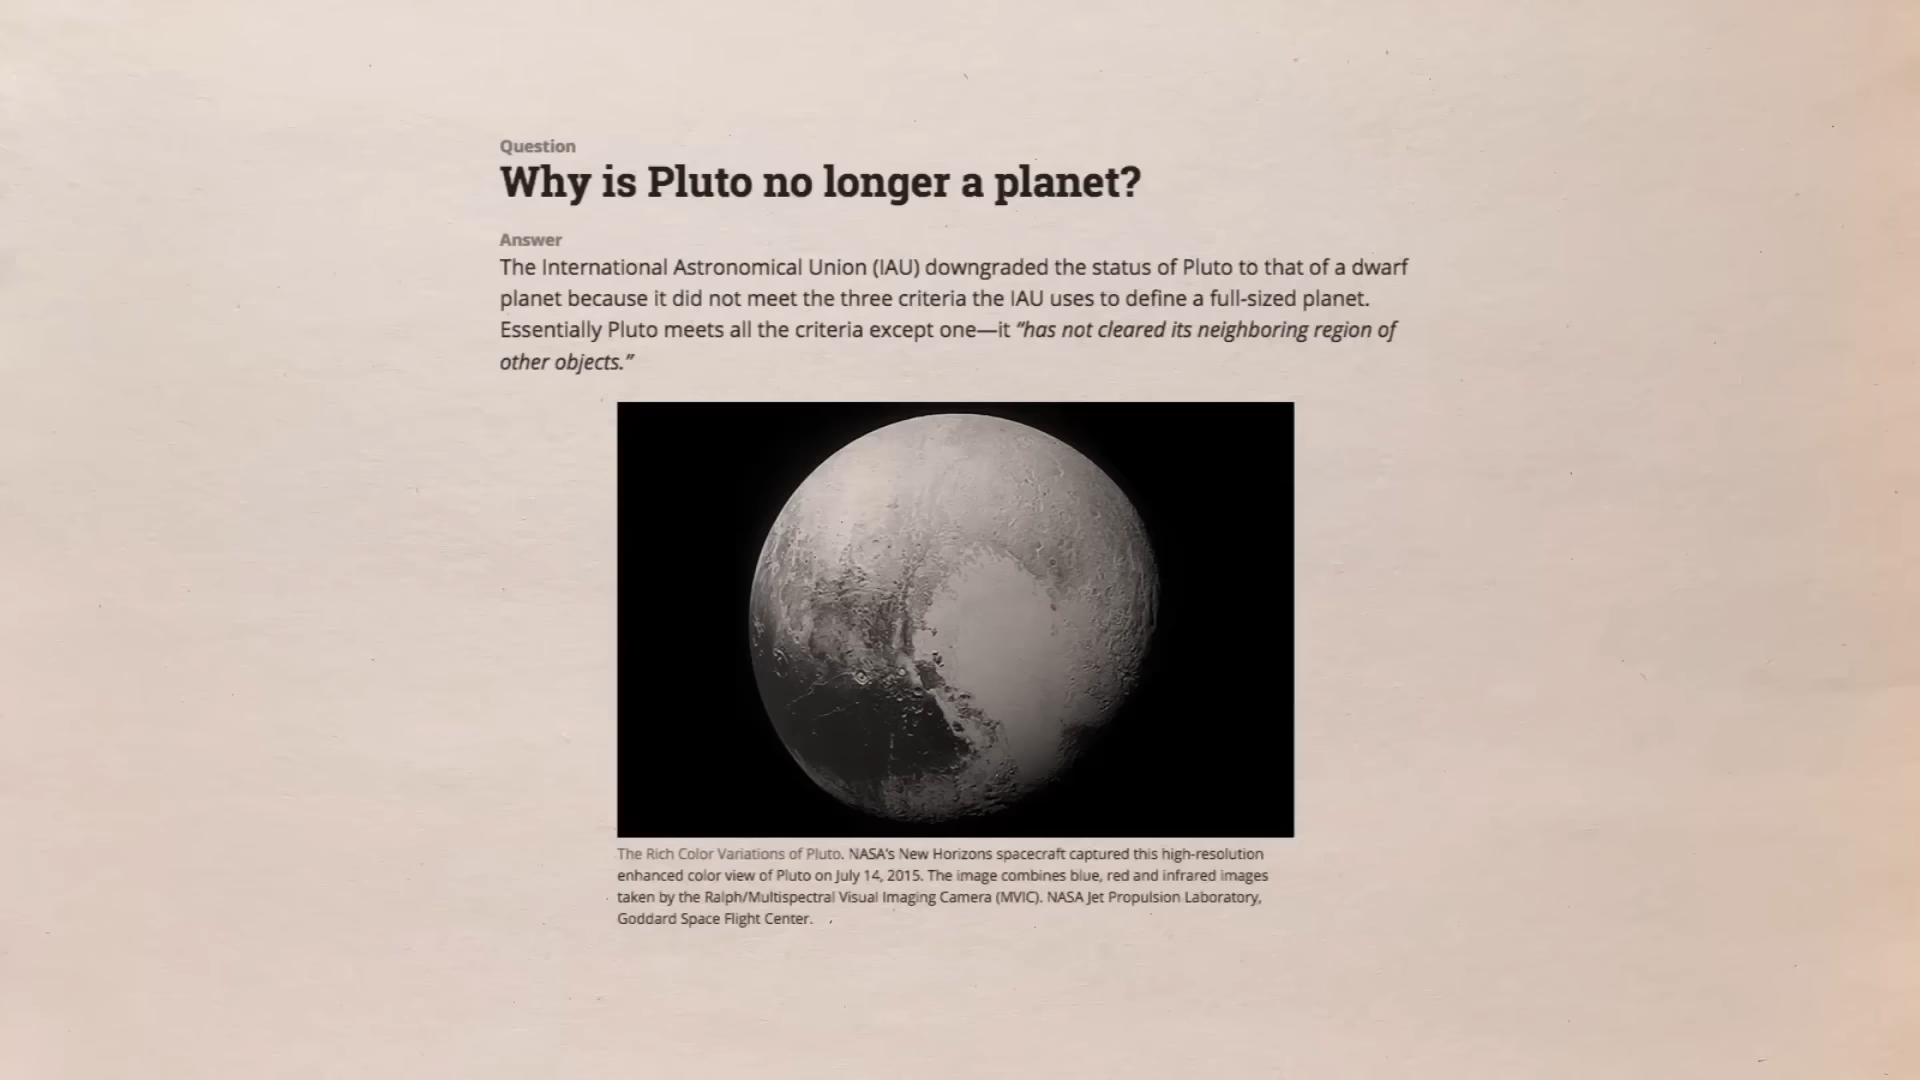 Question
Why is Pluto no longer a planet?
Answer
The International Astronomical Union (IAU) downgraded the status of Pluto to that of a dwarf
planet because it did not meet the three criteria the IAU uses to define a full-sized planet.
Essentially Pluto meets all the criteria except one—it “has not cleared its neighboring region of
other objects.”
The Rich Color Variations of Pluto. NASA's New Horizons spacecraft captured this high-resolution
enhanced color view of Pluto on July 14, 2015. The image combines blue, red and infrared images
taken by the Ralph/Multispectral Visual Imaging Camera (MVIC). NASA Jet Propulsion Laboratory,
Goddard Space Flight Center.